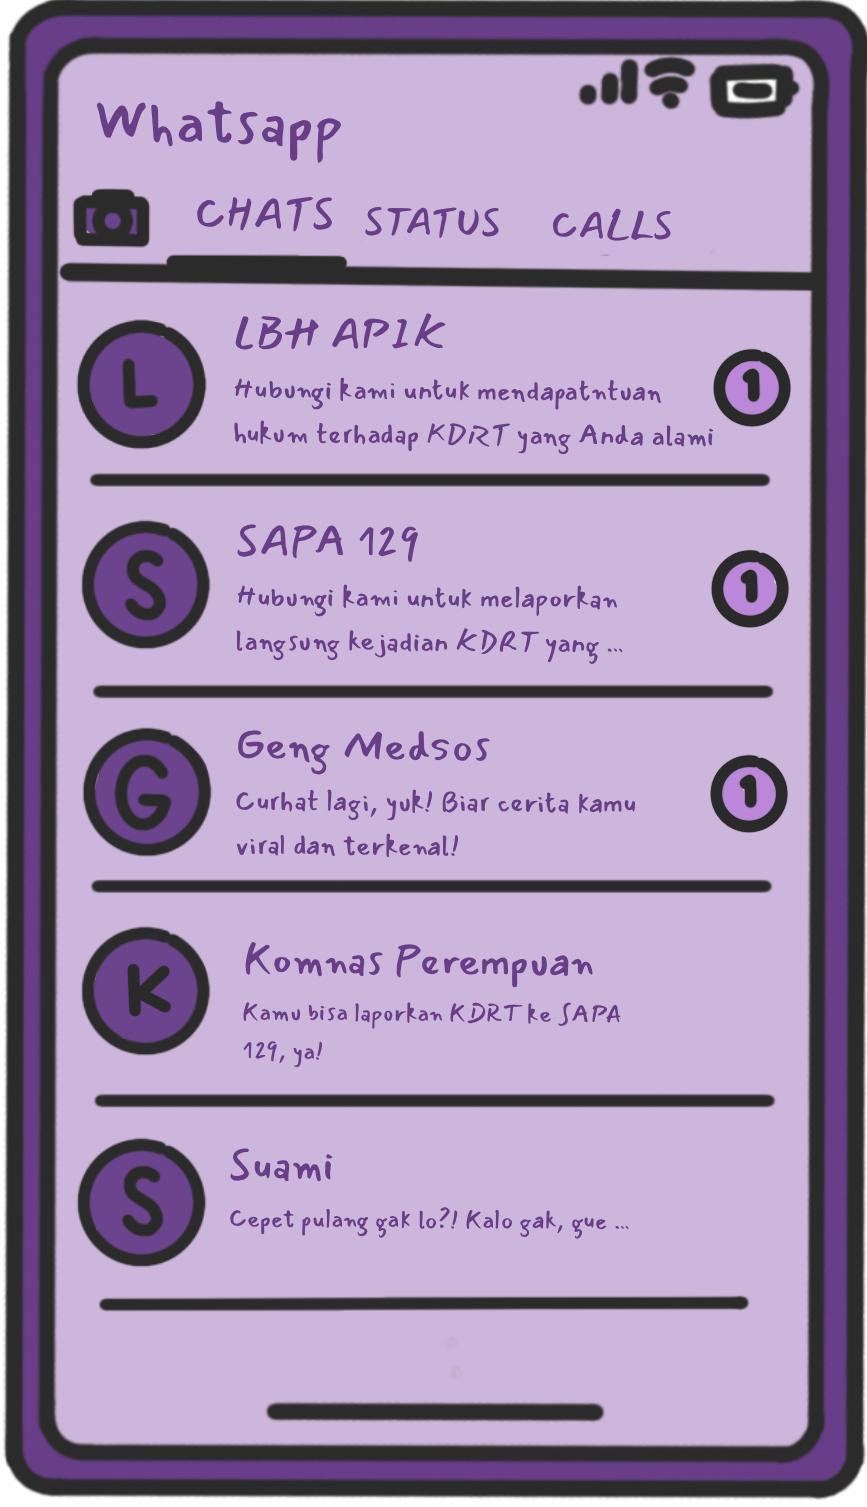 Whatsapp
CHATS STATUS CALLS
L
LBH APIK
Hubungi kami untuk mendapatntuan
hukum terhadap KDRT yang Anda alami
1
S
SAPA 129
Hubungi kami untuk melaporkan
langsung kejadian KDRT yang ...
1
G
Geng Medsos
Curhat lagi, yuk! Biar cerita kamu
viral dan terkenal!
1
K
Komnas Perempuan
Kamu bisa laporkan KDRT ke SAPA
129, ya!
S
Suami
Cepet pulang gak lo?! Kalo gak, gue ...